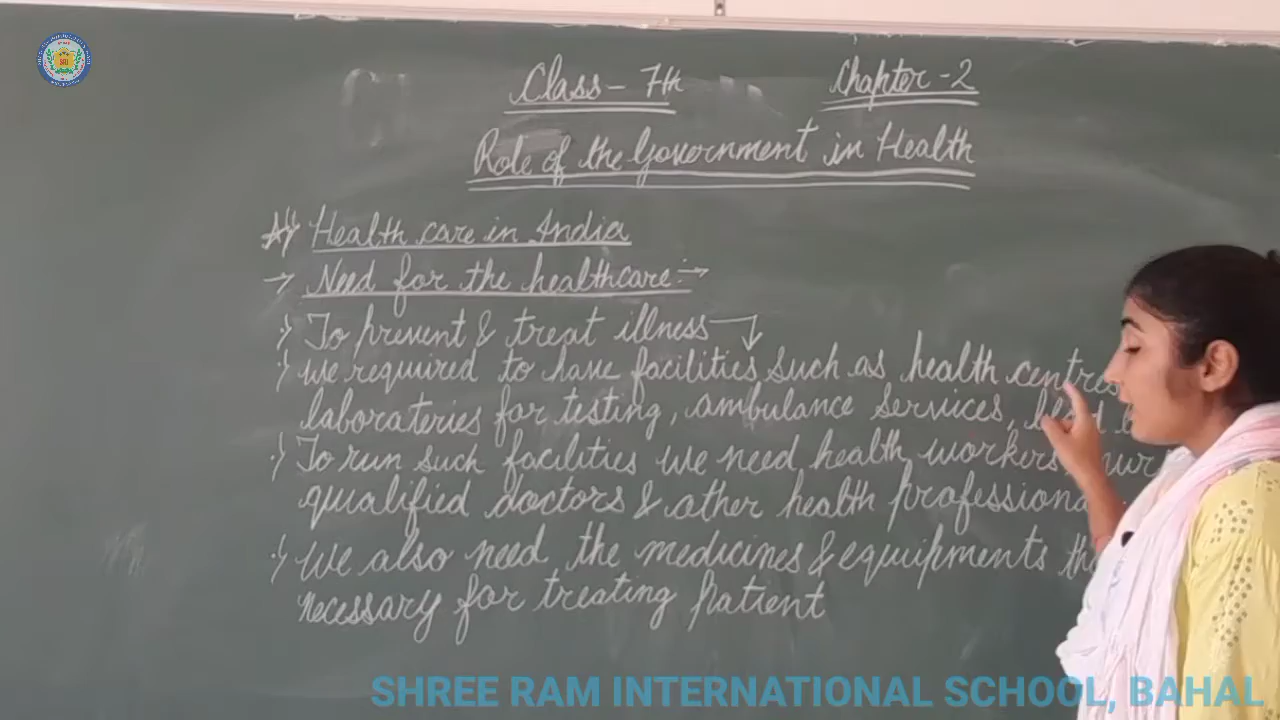 Class - 7th Chapter - 2
Role of the Government in Health
A) Health care in India
→ Need for the healthcare :→
To prevent & treat illness
we required to have facilities such as health centres
laborateries for testing, ambulance services,
To run such facilities we need health workers,
qualified doctors & other health
We also need the medicines & equipments
necessary for treating patient
SHREE RAM INTERNATIONAL SCHOOL, BAHAL